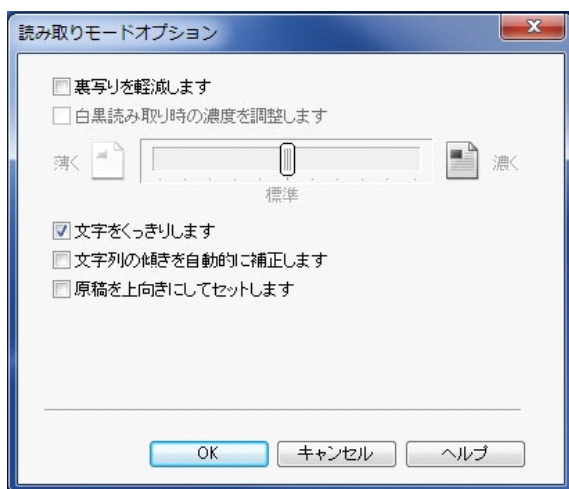 読み取りモードオプション
裏写りを軽減します
白黒読み取り時の濃度を調整します
薄く 濃く
標準
文字をくっきりします
文字列の傾きを自動的に補正します
原稿を上向きにしてセットします
OK キャンセル ヘルプ